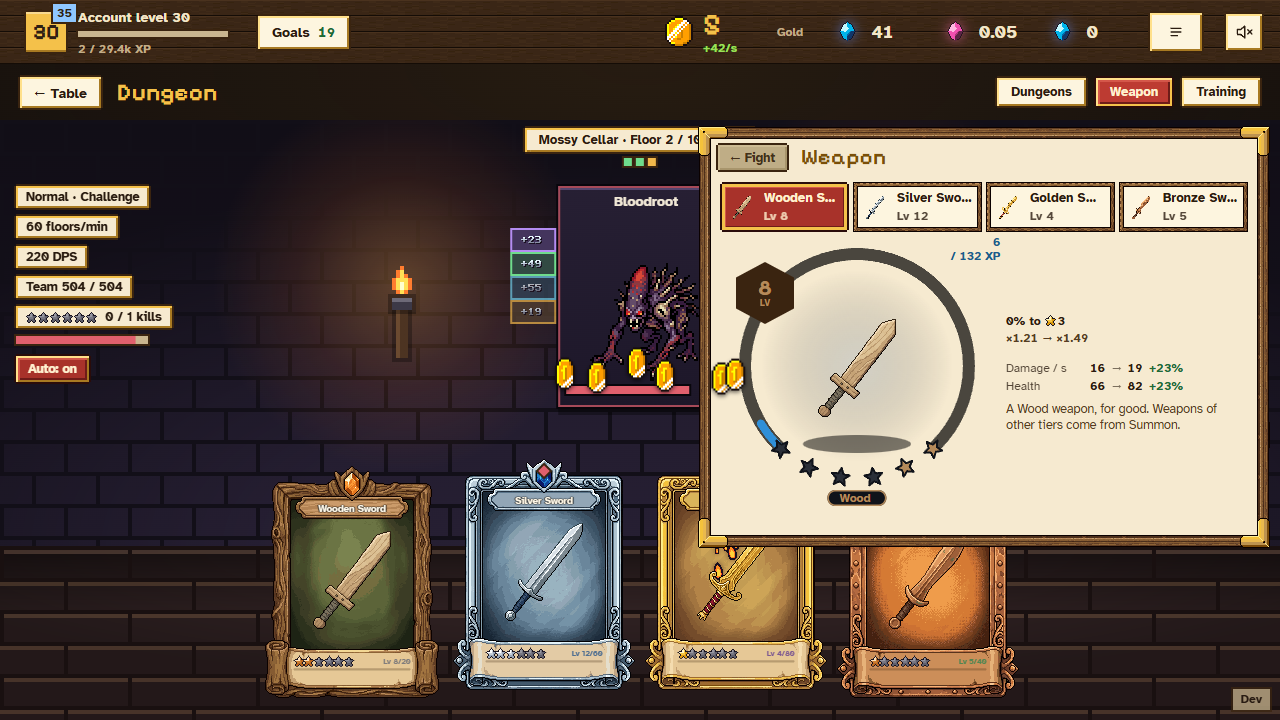 35
30
Account level 30
2 / 29.4k XP
Goals 19
8
+42/s
Gold
41
0.05
0
← Table
Dungeon
Dungeons
Weapon
Training
Mossy Cellar · Floor 2 / 10
Normal · Challenge
60 floors/min
220 DPS
Team 504 / 504
0 / 1 kills
Auto: on
Bloodroot
+23
+49
+55
+19
← Fight
Weapon
Wooden S...
Lv 8
Silver Swo...
Lv 12
Golden S...
Lv 4
Bronze Sw...
Lv 5
6
/ 132 XP
8
LV
0% to 3
×1.21 → ×1.49
Damage / s 16 → 19 +23%
Health 66 → 82 +23%
A Wood weapon, for good. Weapons of
other tiers come from Summon.
Wood
Wooden Sword
Lv 8/20
Silver Sword
Lv 12/60
Lv 4/80
Lv 5/40
Dev